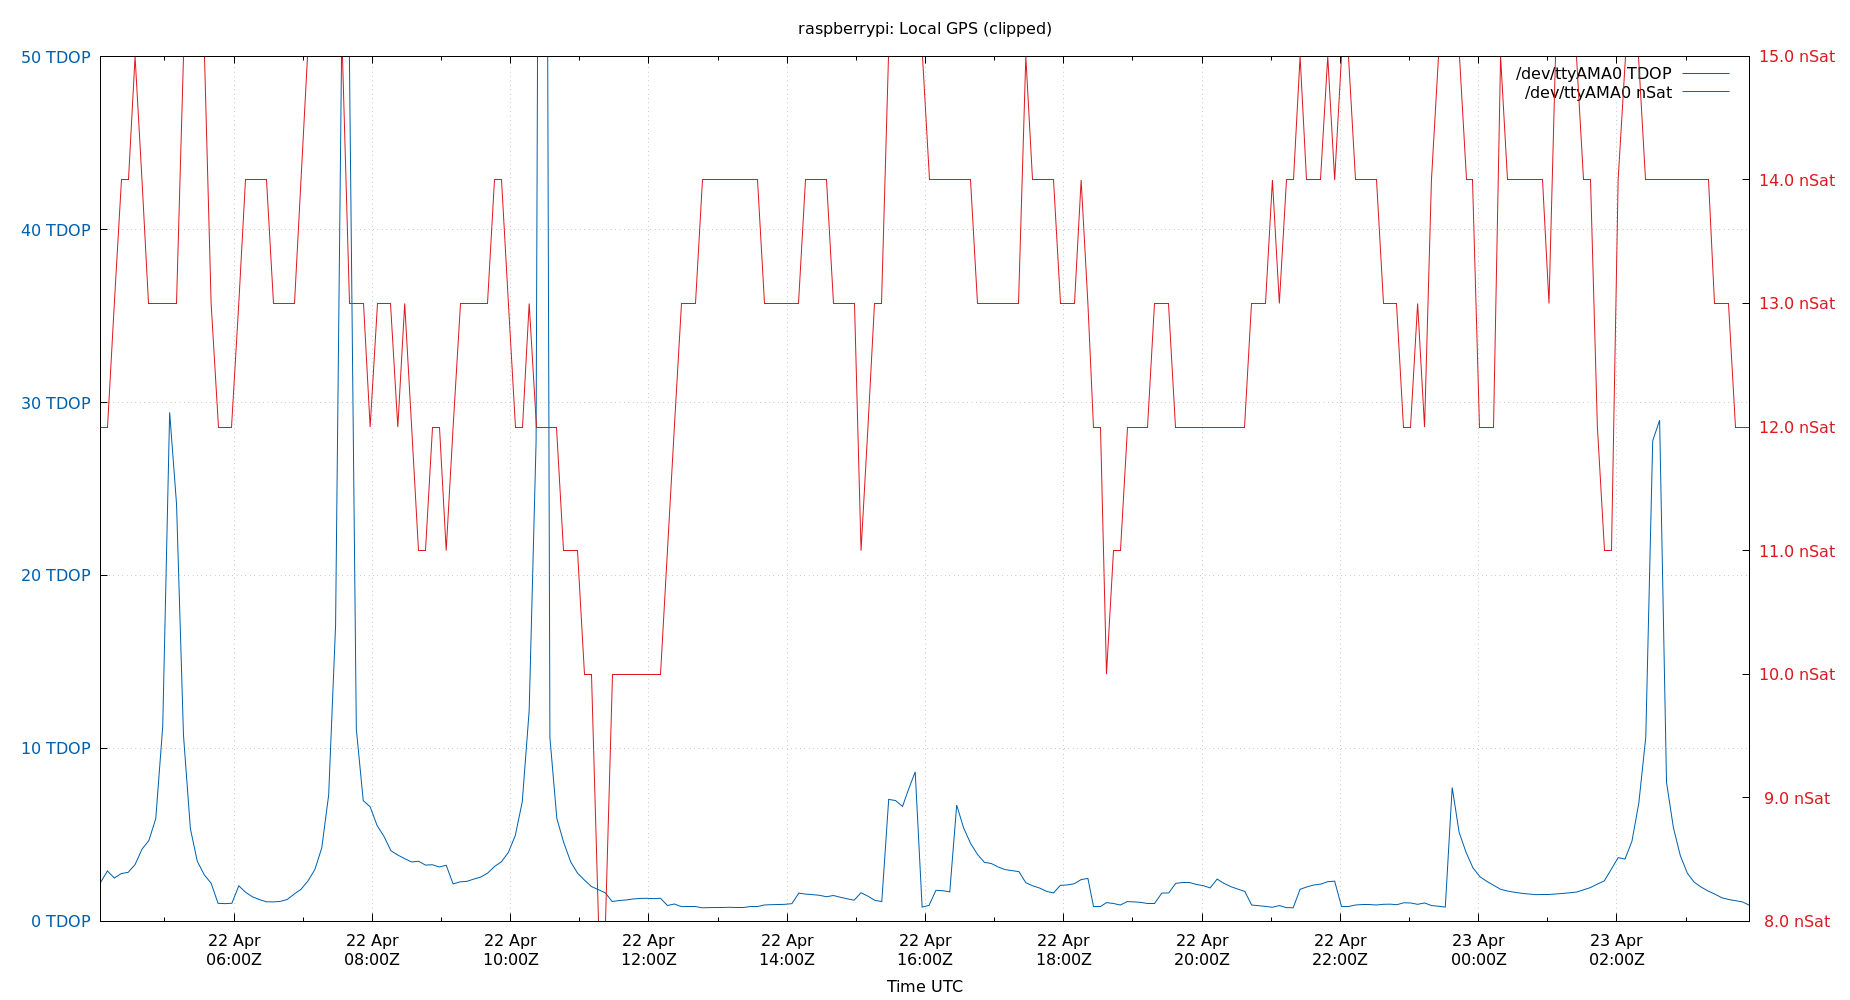 raspberrypi: Local GPS (clipped)
50 TDOP
40 TDOP
30 TDOP
20 TDOP
10 TDOP
0 TDOP
/dev/ttyAMA0 TDOP
/dev/ttyAMA0 nSat
15.0 nSat
14.0 nSat
13.0 nSat
12.0 nSat
11.0 nSat
10.0 nSat
9.0 nSat
8.0 nSat
22 Apr
06:00Z
22 Apr
08:00Z
22 Apr
10:00Z
22 Apr
12:00Z
22 Apr
14:00Z
22 Apr
16:00Z
22 Apr
18:00Z
22 Apr
20:00Z
22 Apr
22:00Z
23 Apr
00:00Z
23 Apr
02:00Z
Time UTC